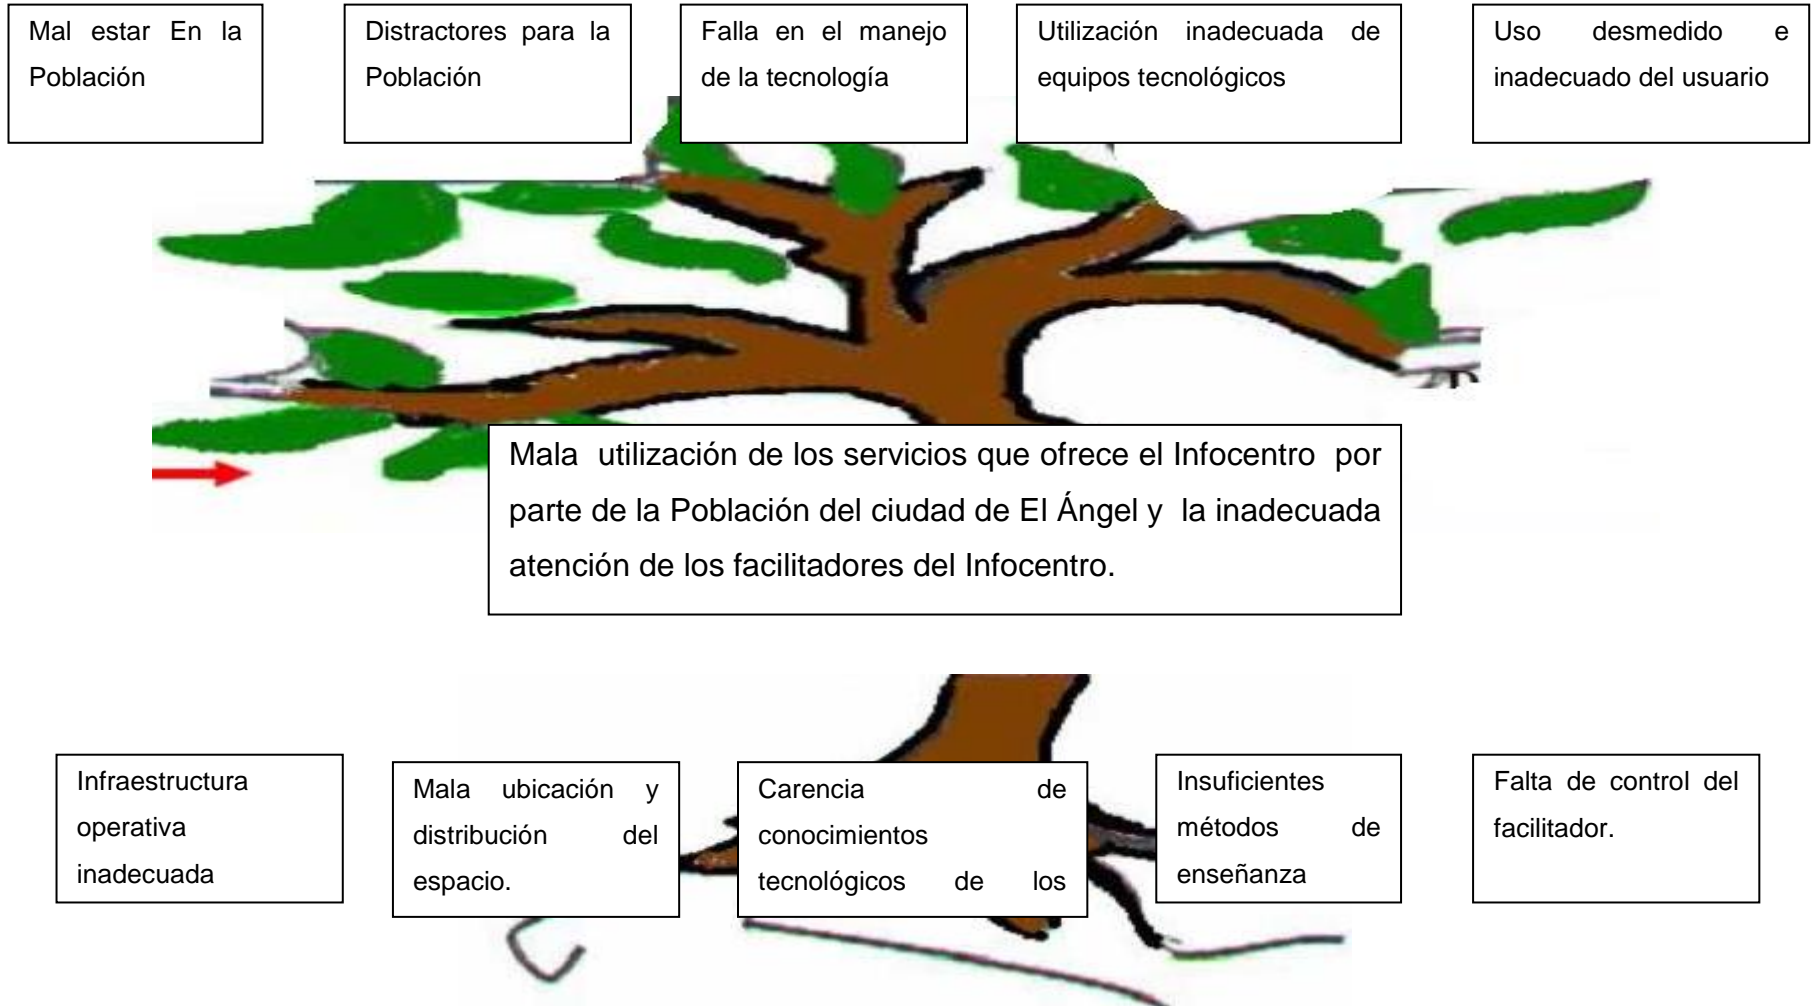 Mal estar En la
Población
Distractores para la
Población
Falla en el manejo
de la tecnología
Utilización inadecuada de
equipos tecnológicos
Uso desmedido e
inadecuado del usuario
Mala utilización de los servicios que ofrece el Infocentro por
parte de la Población del ciudad de El Ángel y la inadecuada
atención de los facilitadores del Infocentro.
Infraestructura
operativa
inadecuada
Mala ubicación y
distribución del
espacio.
Carencia de
conocimientos
tecnológicos de los
Insuficientes
métodos de
enseñanza
Falta de control del
facilitador.